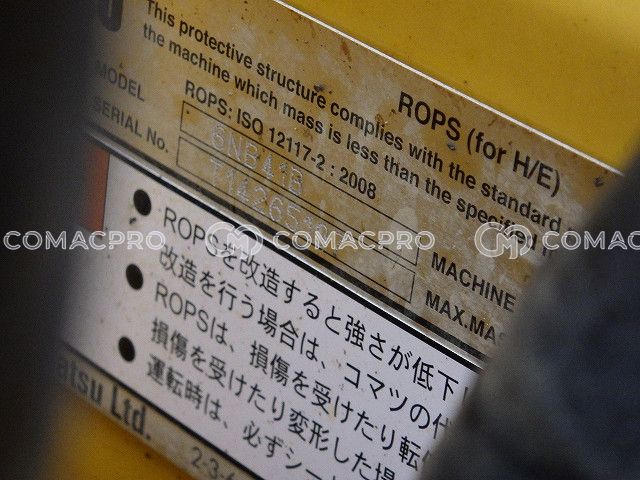 ROPS (for H/E)
This protective structure complies with the standard
the machine which mass is less than the specified
ROPS: ISO 12117-2 : 2008
MODEL 6NB41B MACHINE
SERIAL No. MAX.
COMACPRO COMACPRO COMAC
● ROPSを改造すると強さが低下
改造を行う場合は、コマツの代
● ROPSは、損傷を受けたり転
損傷を受けたり変形した場
● 運転時は、必ずシー
Ltd.
2-3-